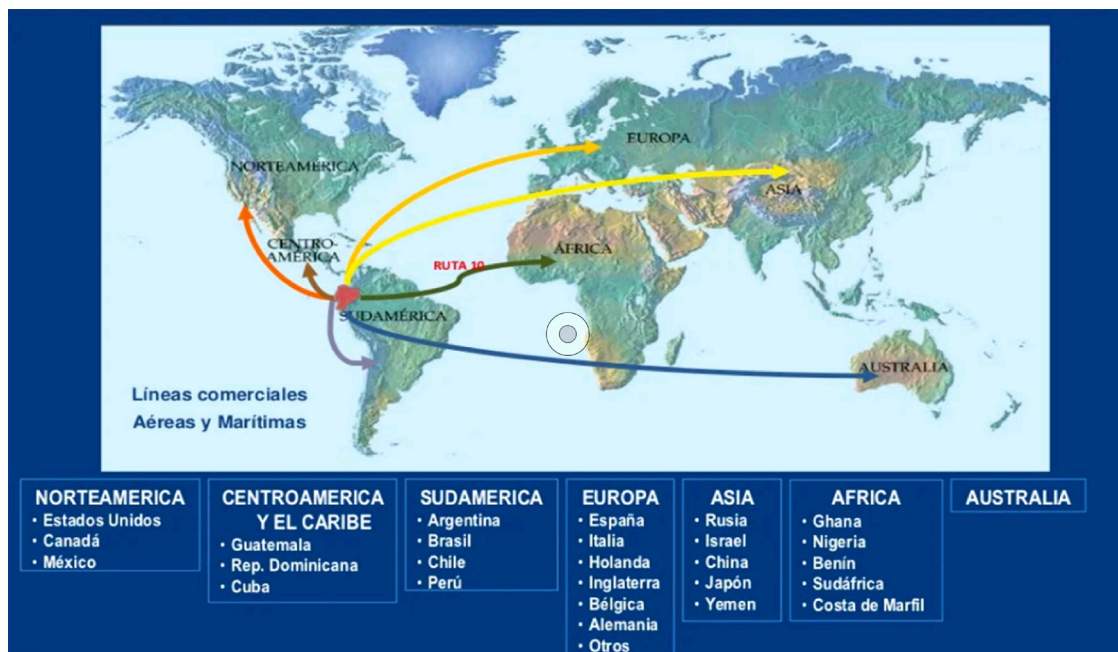 EUROPA
NORTEAMERICA
ASIA
CENTRO-
AMÉRICA
ÁFRICA
RUTA 10
SUDAMÉRICA
AUSTRALIA
Líneas comerciales
Aéreas y Marítimas
NORTEAMERICA
• Estados Unidos
• Canadá
• México
CENTROAMERICA
Y EL CARIBE
• Guatemala
• Rep. Dominicana
• Cuba
SUDAMERICA
• Argentina
• Brasil
• Chile
• Perú
EUROPA
• España
• Italia
• Holanda
• Inglaterra
• Bélgica
• Alemania
• Otros
ASIA
• Rusia
• Israel
• China
• Japón
• Yemen
AFRICA
• Ghana
• Nigeria
• Benín
• Sudáfrica
• Costa de Marfil
AUSTRALIA